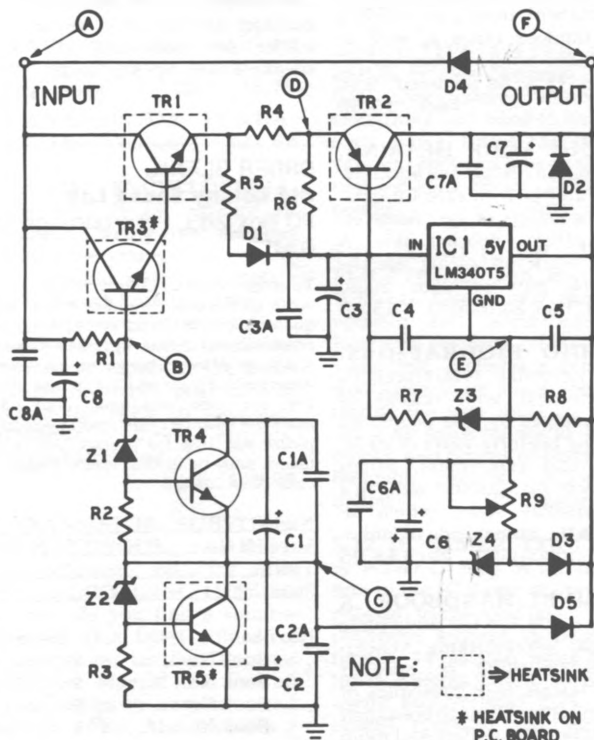 A
F
INPUT
OUTPUT
D4
D
TR1
R4
TR2
R5
R6
C7
C7A
D2
D1
IN IC1 5V OUT
LM340T5
GND
TR3#
C3
C3A
C4
C5
E
R1
B
C8
C8A
R7
Z3
R8
Z1
TR4
C1A
R2
C1
C6A
C6
R9
Z4
D3
Z2
C
C2A
D5
R3
TR5#
C2
NOTE:
⇒HEATSINK
# HEATSINK ON
P.C. BOARD